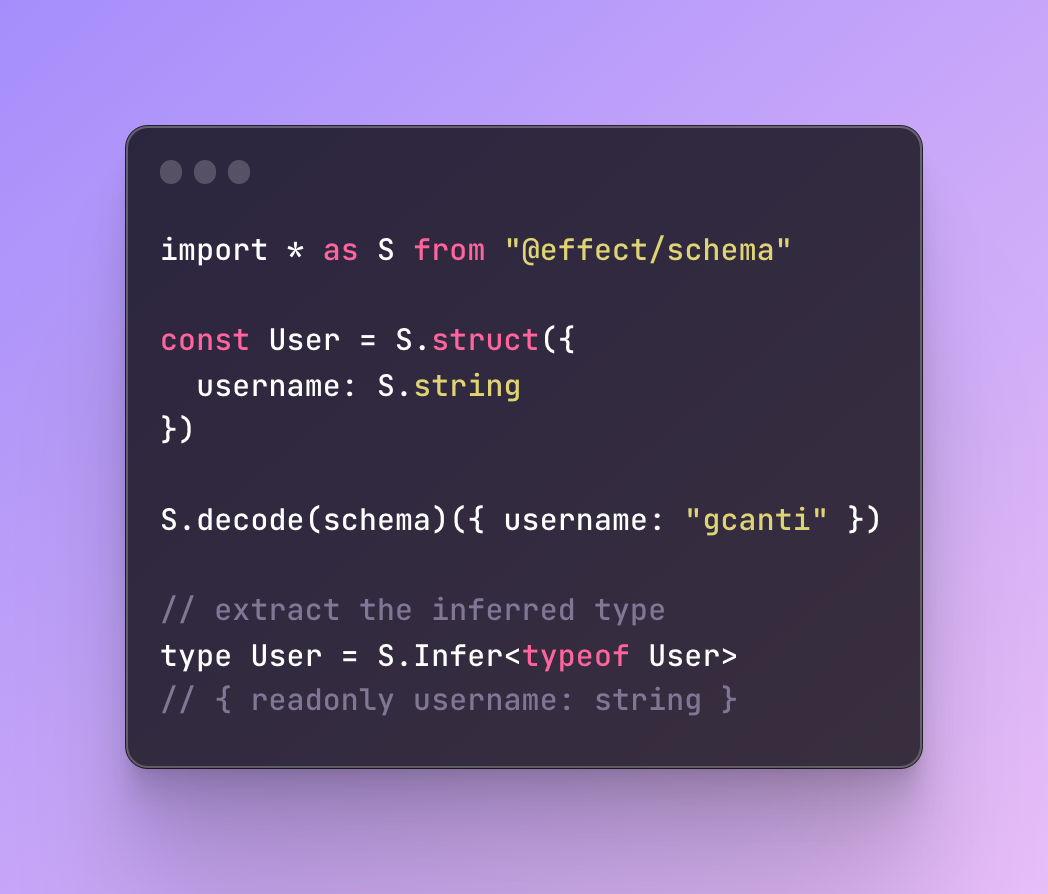 import * as S from "@effect/schema"
const User = S.struct({
  username: S.string
})
S.decode(schema)({ username: "gcanti" })
// extract the inferred type
type User = S.Infer<typeof User>
// { readonly username: string }